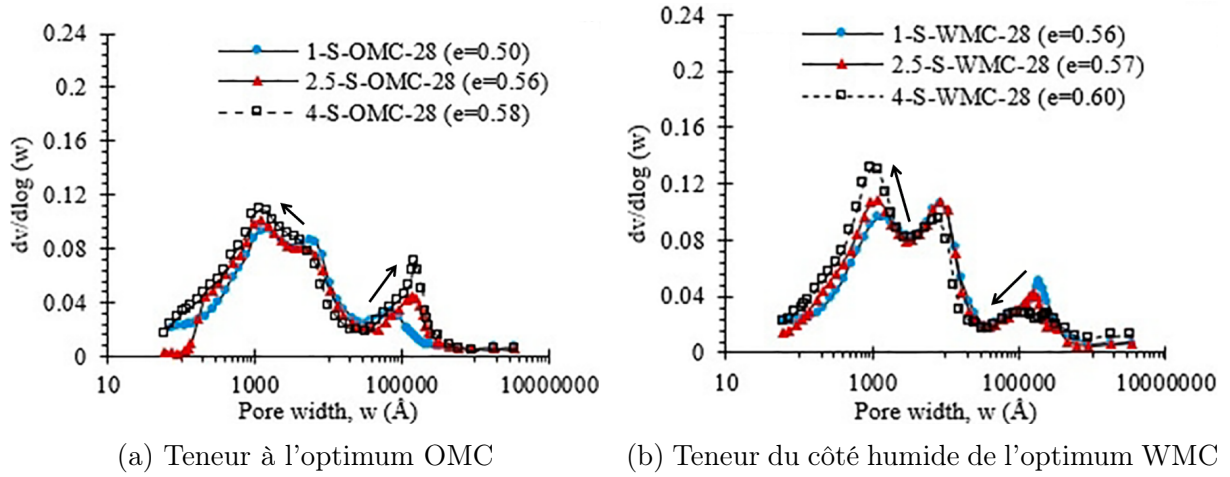 0.24
0.2
0.16
0.12
0.08
0.04
0
dv/dlog (w)
1-S-OMC-28 (e=0.50)
2.5-S-OMC-28 (e=0.56)
4-S-OMC-28 (e=0.58)
10 1000 100000 10000000
Pore width, w (Å)
(a) Teneur à l'optimum OMC
0.24
0.2
0.16
0.12
0.08
0.04
0
dv/dlog (w)
1-S-WMC-28 (e=0.56)
2.5-S-WMC-28 (e=0.57)
4-S-WMC-28 (e=0.60)
10 1000 100000 10000000
Pore width, w (Å)
(b) Teneur du côté humide de l'optimum WMC